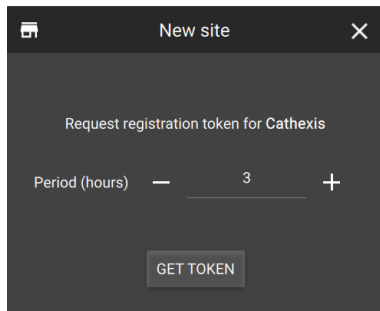 New site
Request registration token for Cathexis
Period (hours) 3
GET TOKEN